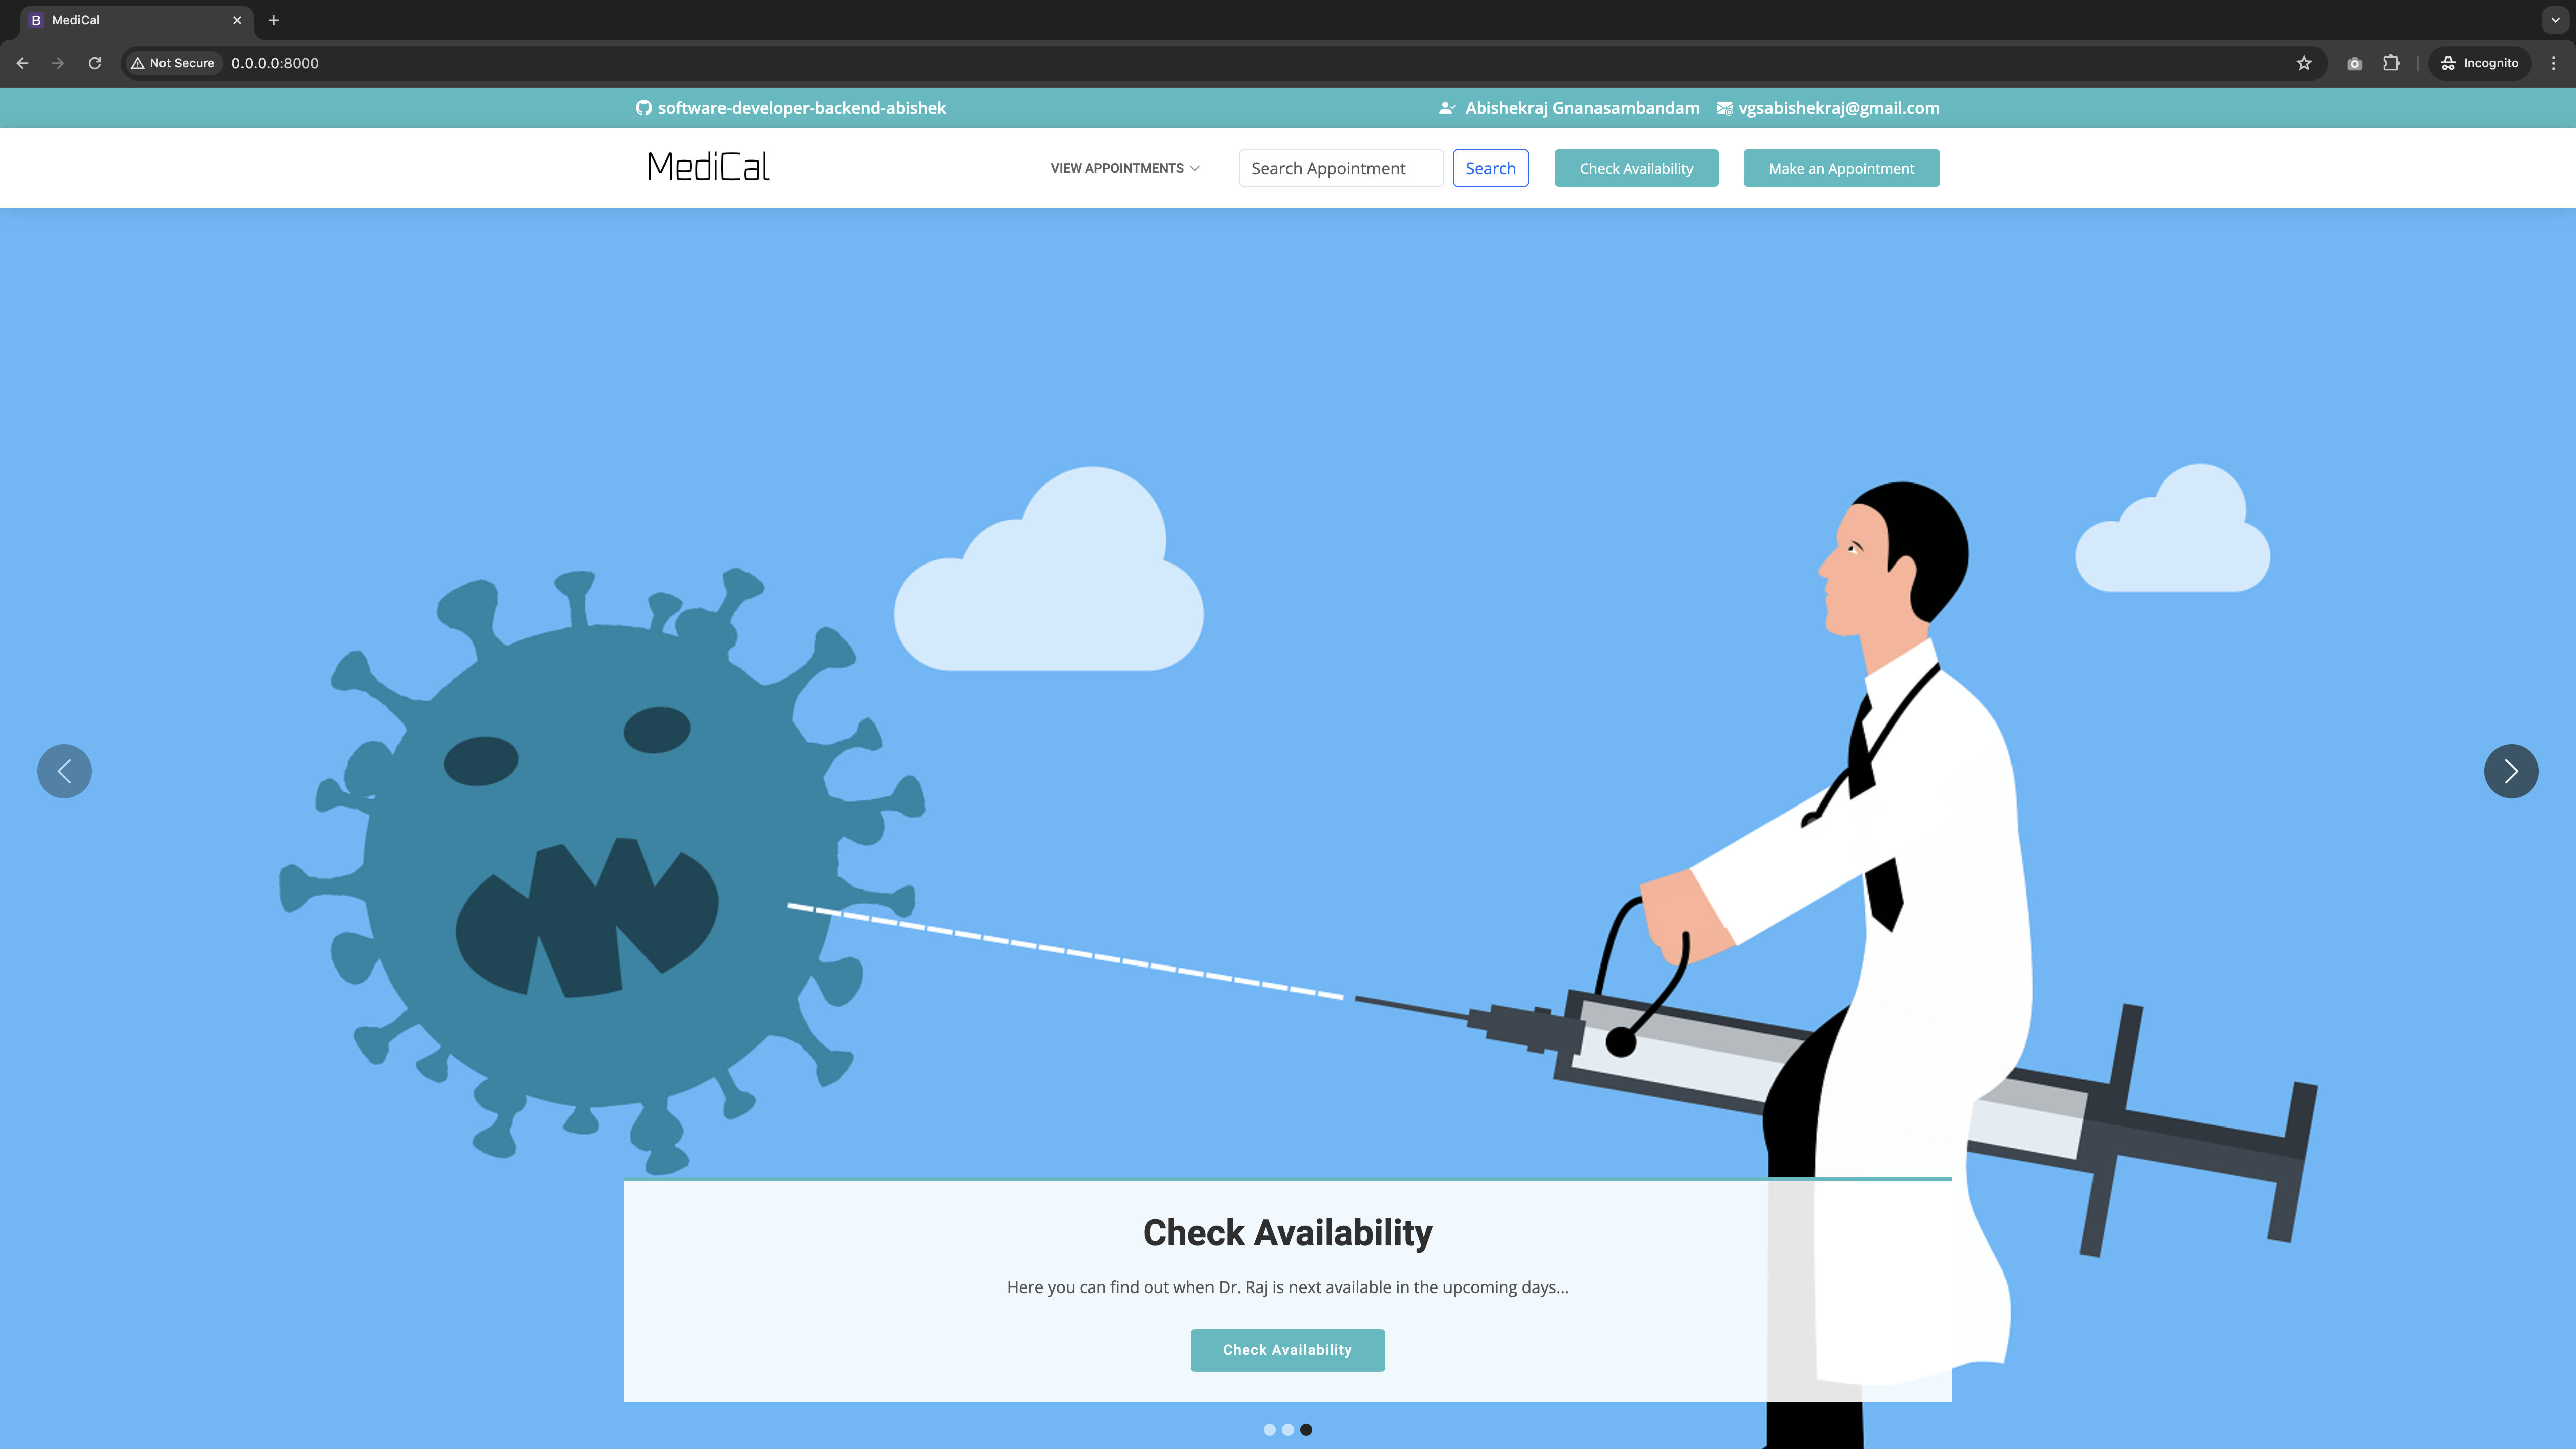 B MediCal
Not Secure 0.0.0.0:8000 Incognito
software-developer-backend-abishek Abishekraj Gnanasambandam vgsabishekraj@gmail.com
MediCal VIEW APPOINTMENTS Search Appointment Search Check Availability Make an Appointment
Check Availability
Here you can find out when Dr. Raj is next available in the upcoming days...
Check Availability